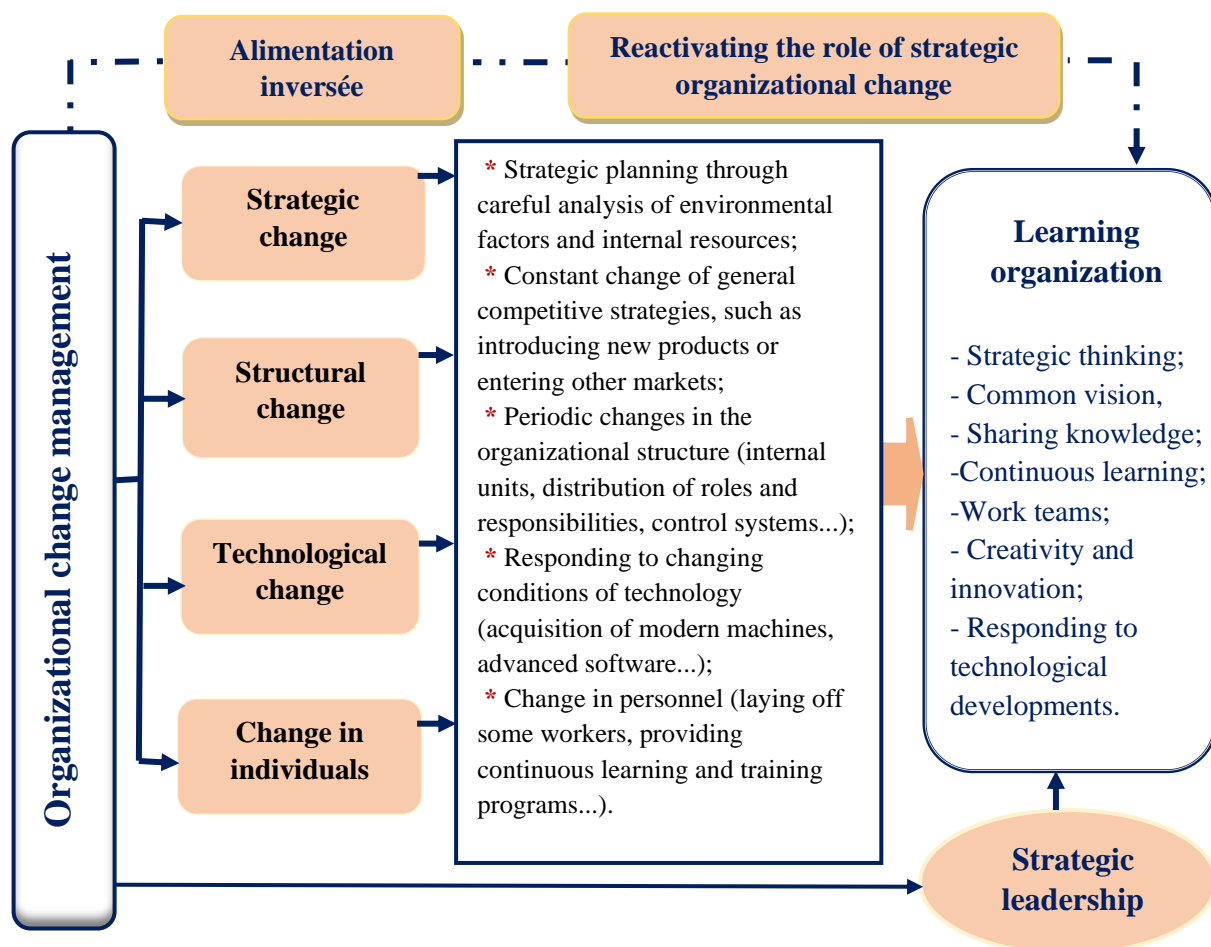 Alimentation
inversée
Reactivating the role of strategic
organizational change
Organizational change management
Strategic
change
Structural
change
Technological
change
Change in
individuals
* Strategic planning through
careful analysis of environmental
factors and internal resources;
* Constant change of general
competitive strategies, such as
introducing new products or
entering other markets;
* Periodic changes in the
organizational structure (internal
units, distribution of roles and
responsibilities, control systems...);
* Responding to changing
conditions of technology
(acquisition of modern machines,
advanced software...);
* Change in personnel (laying off
some workers, providing
continuous learning and training
programs...).
Learning
organization
- Strategic thinking;
- Common vision,
- Sharing knowledge;
-Continuous learning;
-Work teams;
- Creativity and
innovation;
- Responding to
technological
developments.
Strategic
leadership